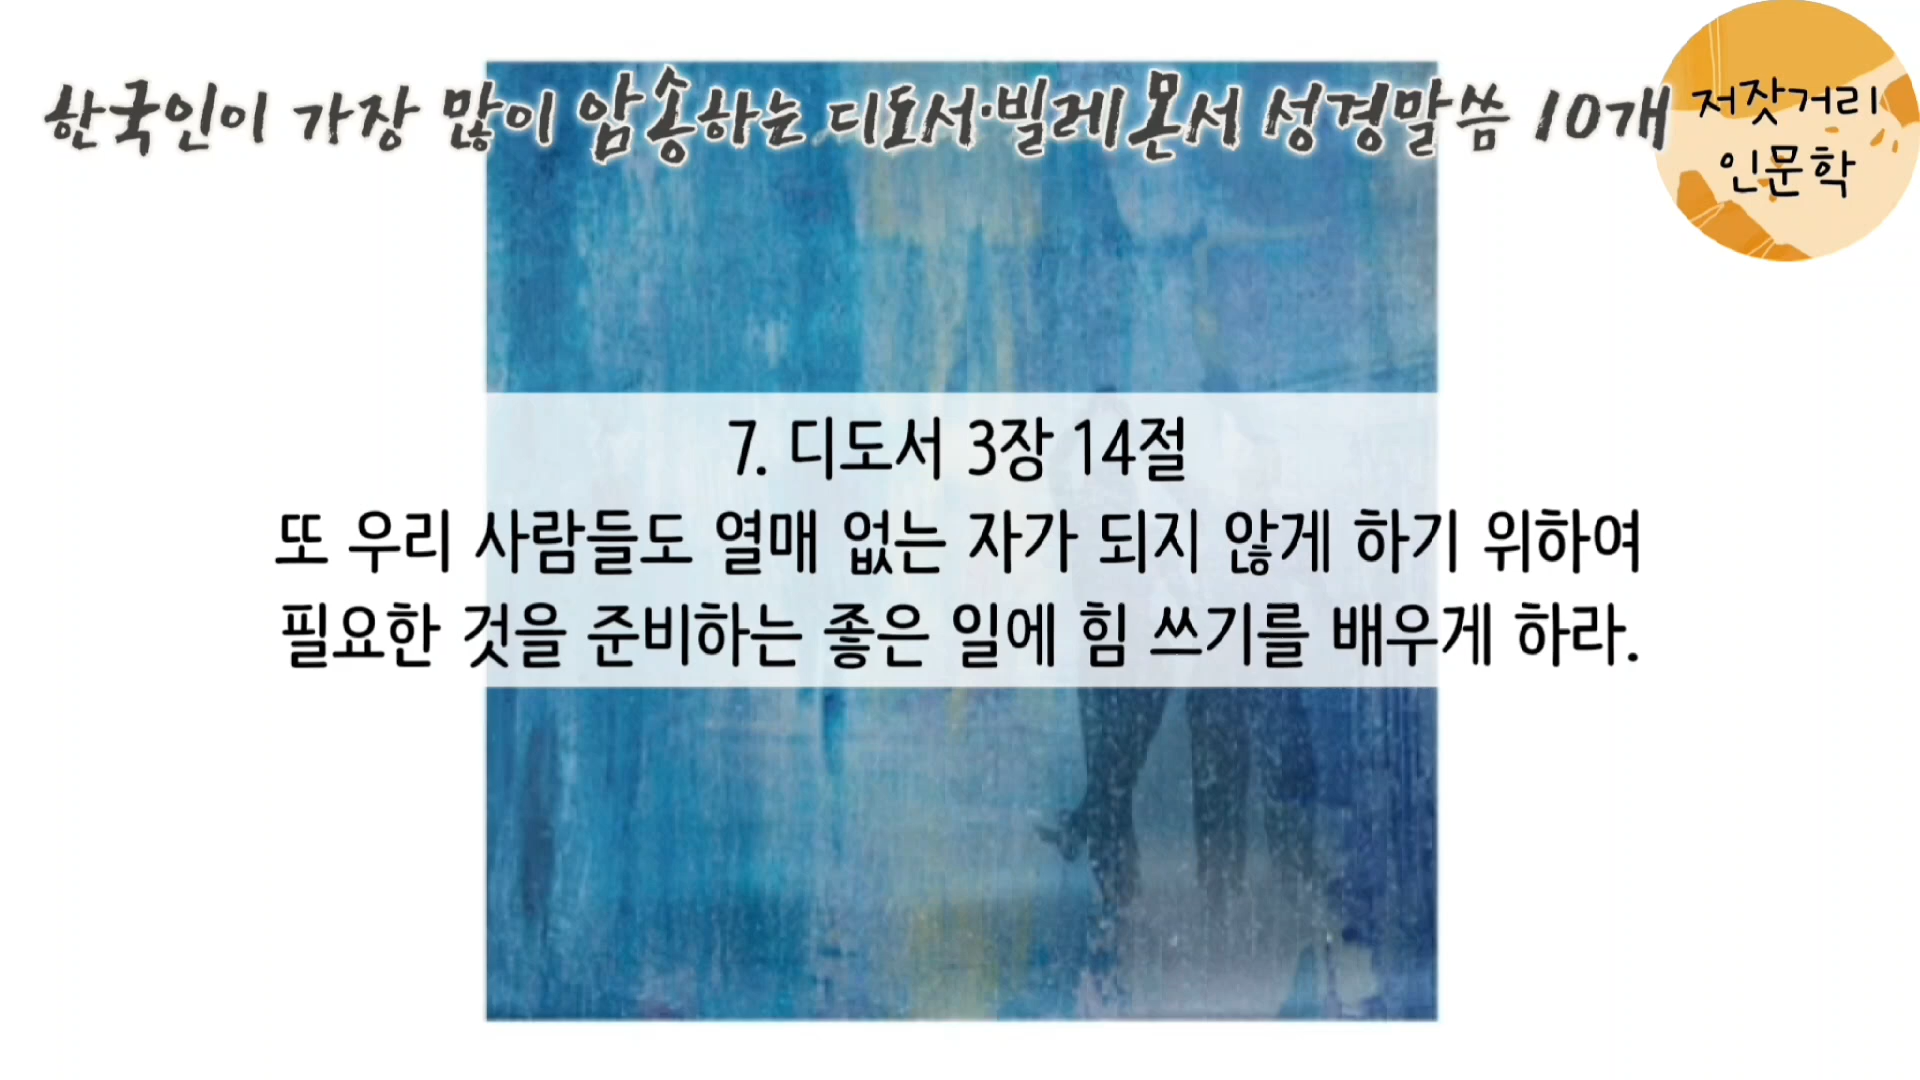 한국인이 가장 많이 암송하는 디도서·빌레몬서 성경말씀 10개
저잣거리
인문학
7. 디도서 3장 14절
또 우리 사람들도 열매 없는 자가 되지 않게 하기 위하여
필요한 것을 준비하는 좋은 일에 힘 쓰기를 배우게 하라.